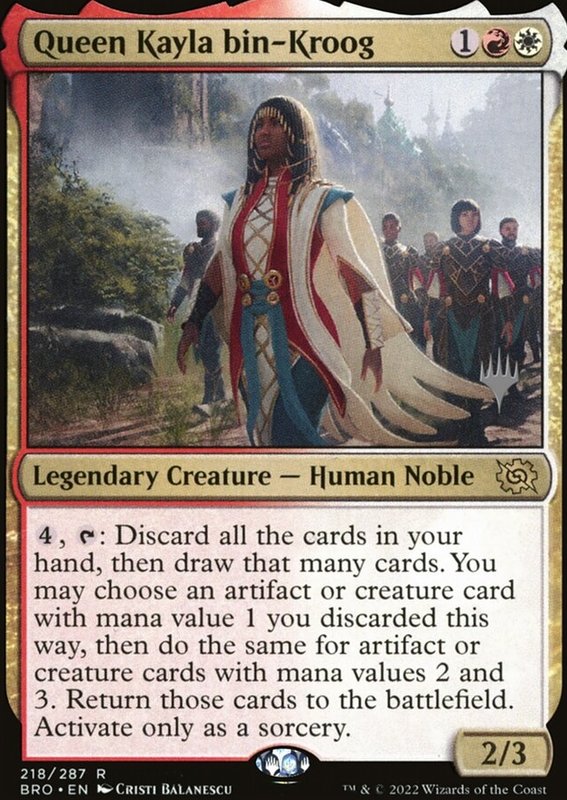 Queen Kayla bin-Kroog 1
Legendary Creature — Human Noble
4, : Discard all the cards in your
hand, then draw that many cards. You
may choose an artifact or creature card
with mana value 1 you discarded this
way, then do the same for artifact or
creature cards with mana values 2 and
3. Return those cards to the battlefield.
Activate only as a sorcery.
2/3
218/287 R
BRO • EN Cristi Balanescu
™ & © 2022 Wizards of the Coast